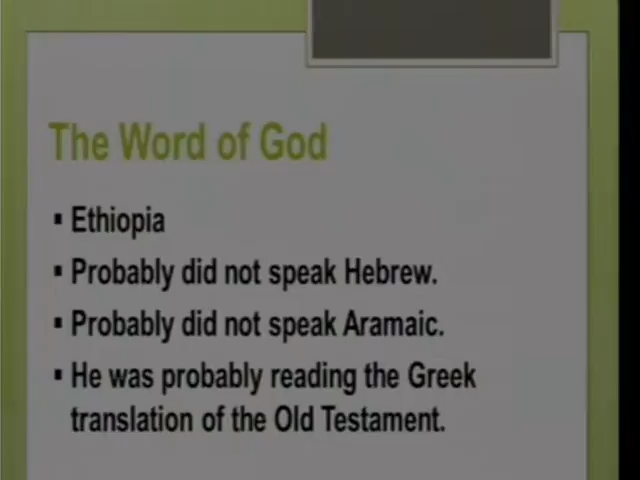 The Word of God
▪ Ethiopia
▪ Probably did not speak Hebrew.
▪ Probably did not speak Aramaic.
▪ He was probably reading the Greek
translation of the Old Testament.